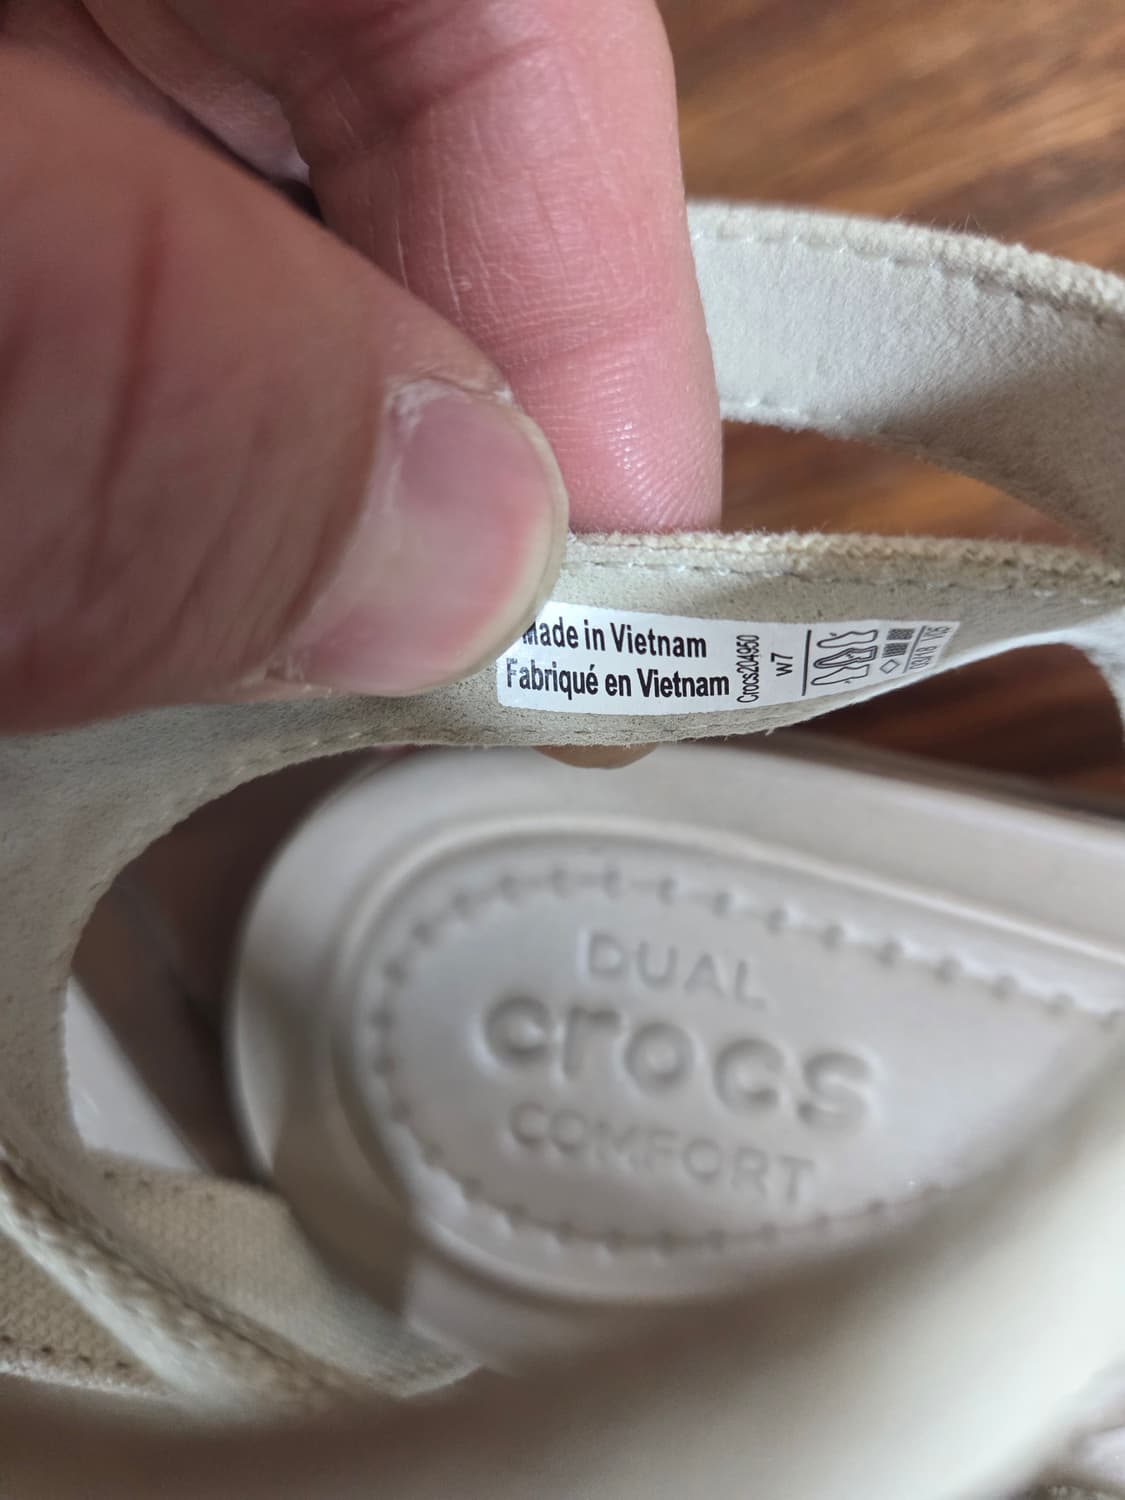 Made in Vietnam
Fabriqué en Vietnam
Crocs204950
w7
DUAL
crocs
COMFORT